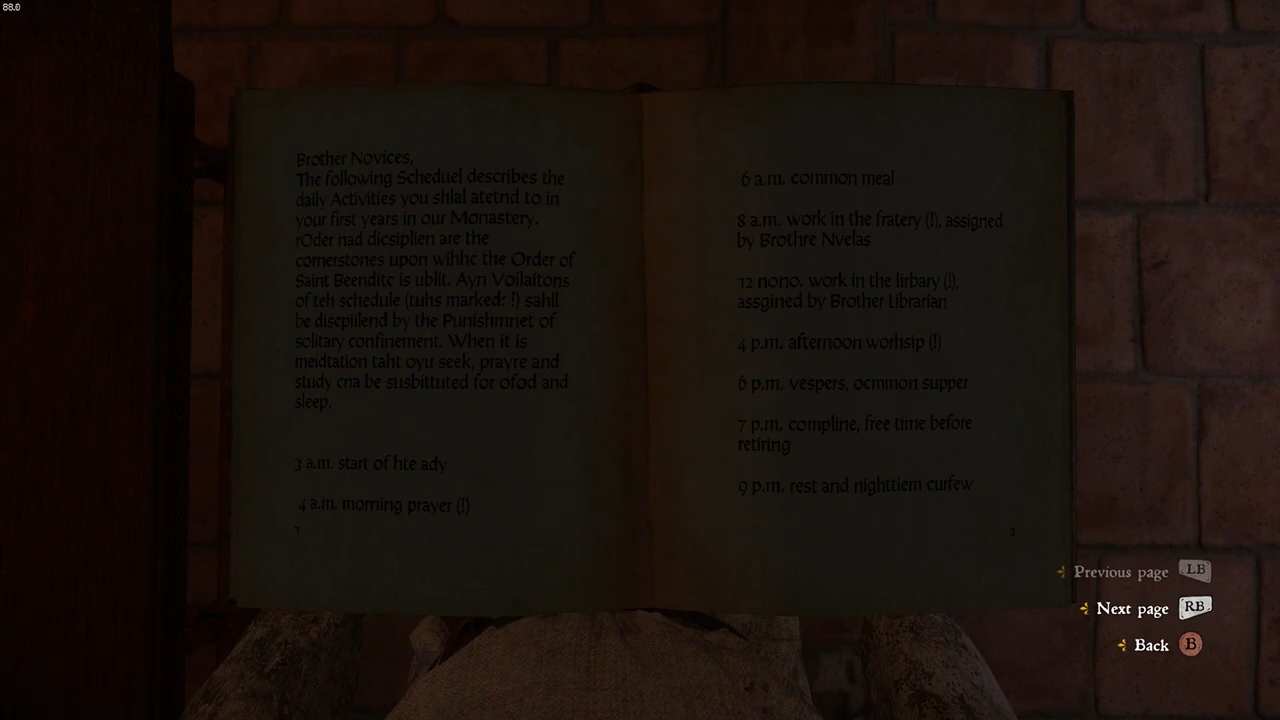 88.0
Brother Novices,
The following Scheduel describes the
daily Activities you shlal atetnd to in
your first years in our Monastery.
rOder nad dicsiplien are the
cornerstones upon wihhc the Order of
Saint Beenditc is ublit. Ayn Voilaitons
of teh schedule (tuhs marked: !) sahll
be discpiilend by the Punishmnet of
solitary confinement. When it is
meidtation taht oyu seek, prayre and
study cna be susbittuted for ofod and
sleep.
3 a.m. start of hte ady
4 a.m. morning prayer (!)
1
6 a.m. common meal
8 a.m. work in the fratery (!), assigned
by Brothre Nvelas
12 nono. work in the lirbary (!),
assgined by Brother Librarian
4 p.m. afternoon worhsip (!)
6 p.m. vespers, ocmmon supper
7 p.m. compline, free time before
retiring
9 p.m. rest and nighttiem curfew
2
Previous page LB
Next page RB
Back B